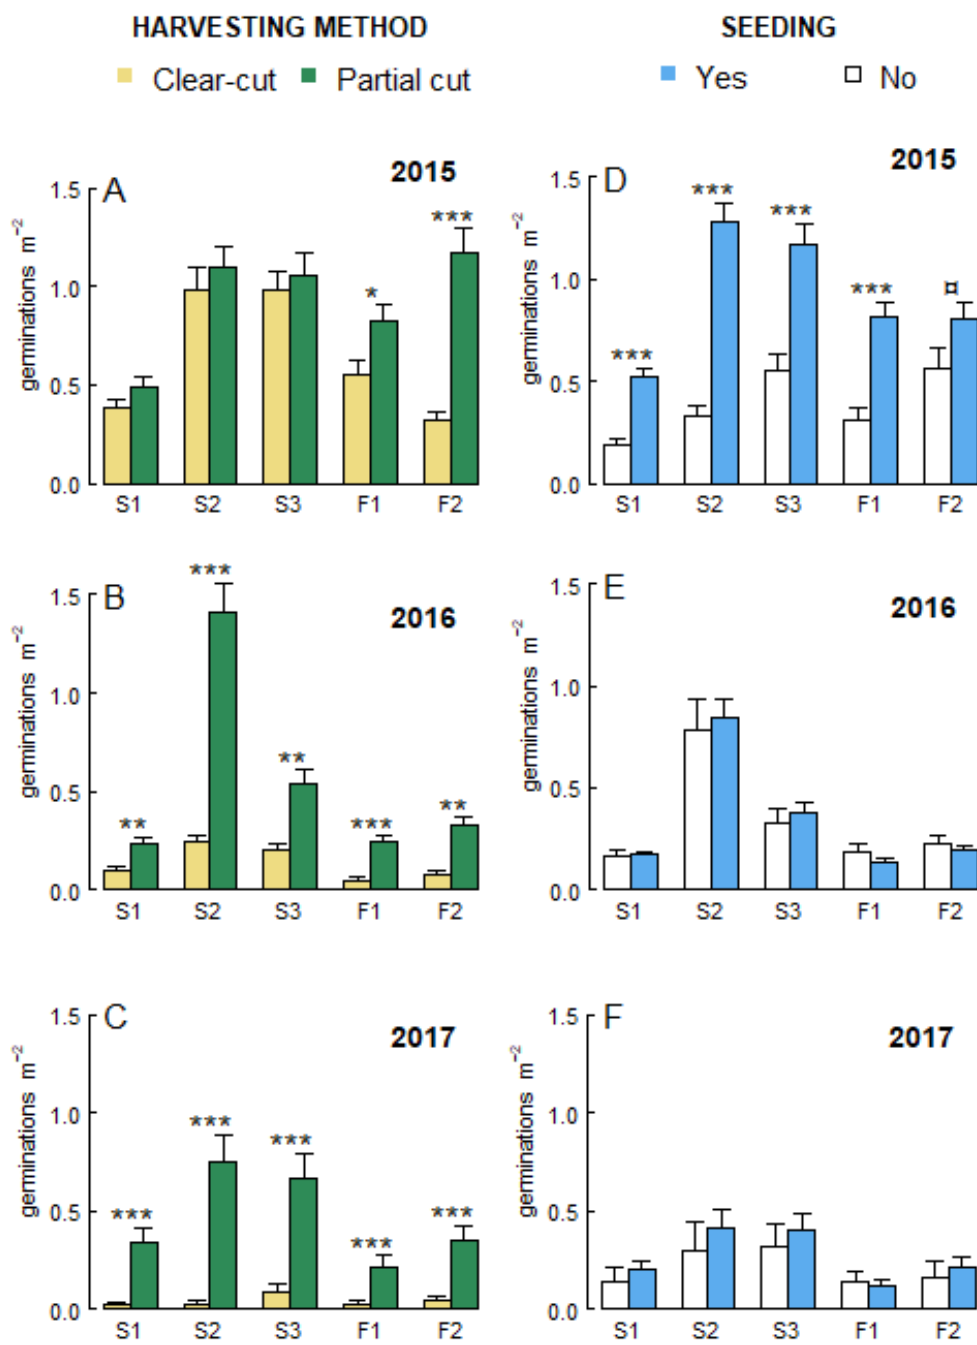 HARVESTING METHOD
Clear-cut Partial cut
SEEDING
Yes No
A
2015
germinations m⁻²
1.5
1.0
0.5
0.0
*
***
S1 S2 S3 F1 F2
D
2015
germinations m⁻²
1.5
1.0
0.5
0.0
***
***
***
***
¤
S1 S2 S3 F1 F2
B
2016
germinations m⁻²
1.5
1.0
0.5
0.0
**
***
**
***
**
S1 S2 S3 F1 F2
E
2016
germinations m⁻²
1.5
1.0
0.5
0.0
S1 S2 S3 F1 F2
C
2017
germinations m⁻²
1.5
1.0
0.5
0.0
***
***
***
***
***
S1 S2 S3 F1 F2
F
2017
germinations m⁻²
1.5
1.0
0.5
0.0
S1 S2 S3 F1 F2